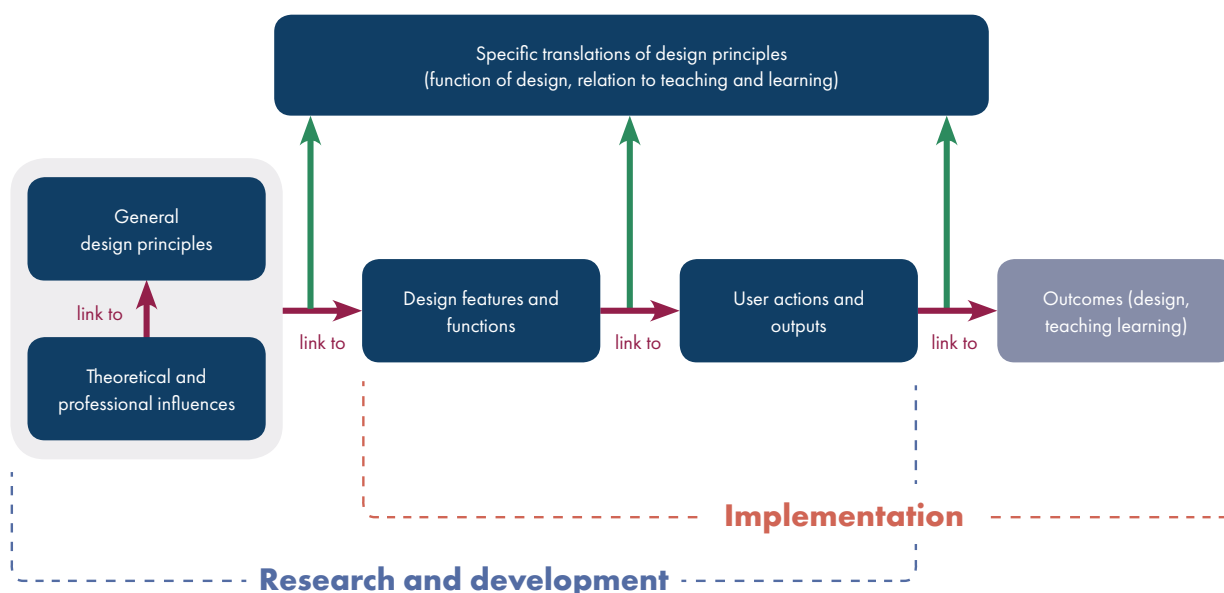 Specific translations of design principles
(function of design, relation to teaching and learning)
General
design principles
link to
Theoretical and
professional influences
link to
Design features and
functions
link to
User actions and
outputs
link to
Outcomes (design,
teaching learning)
Implementation
Research and development